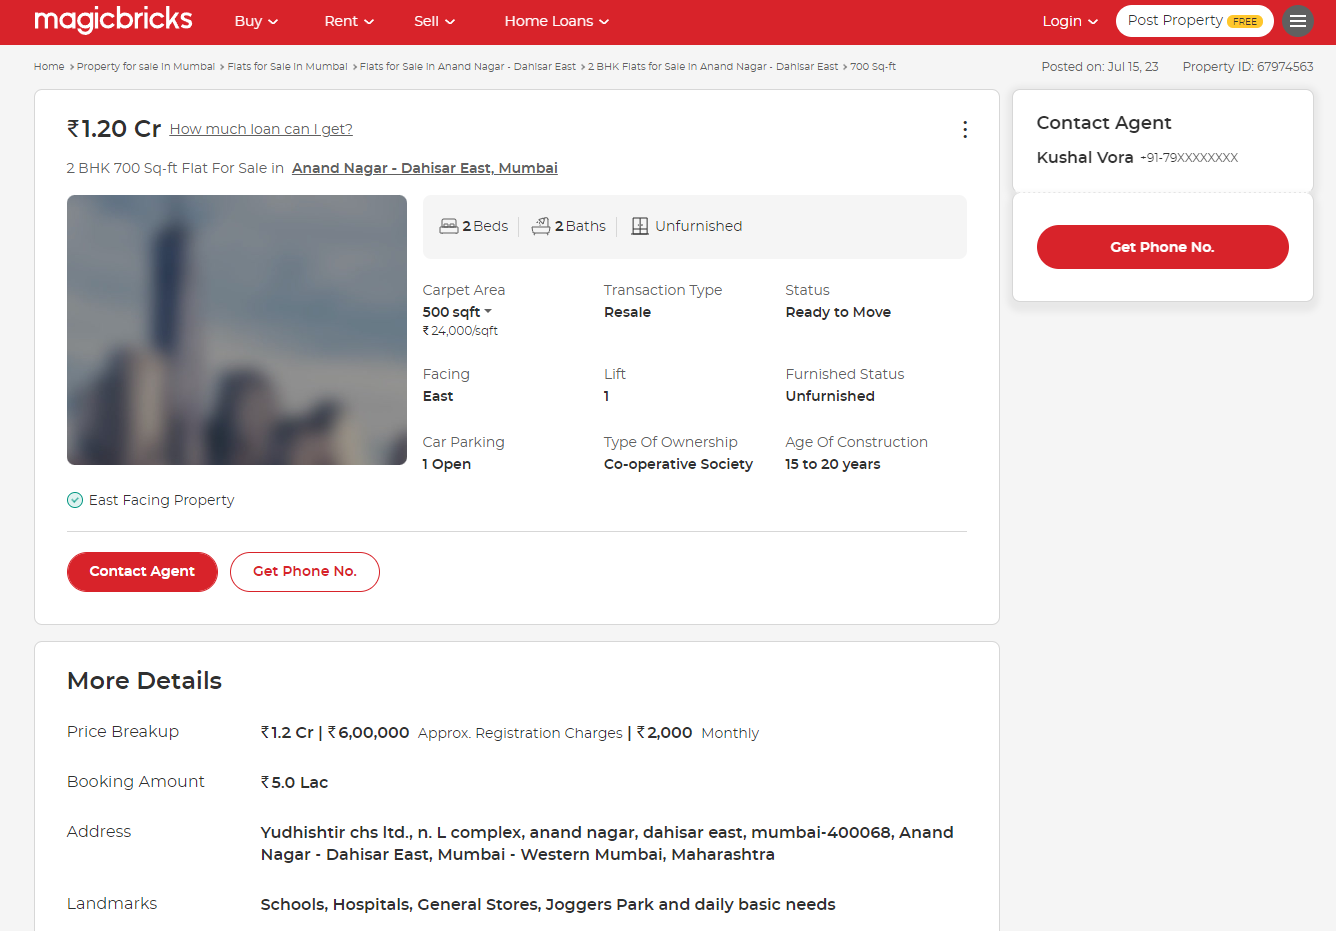 magicbricks
Buy
Rent
Sell
Home Loans
Login
Post Property FREE
Home > Property for sale in Mumbai > Flats for Sale in Mumbai > Flats for Sale in Anand Nagar - Dahisar East > 2 BHK Flats for Sale in Anand Nagar - Dahisar East > 700 Sq-ft
Posted on: Jul 15, 23 Property ID: 67974563
₹1.20 Cr How much loan can I get?
2 BHK 700 Sq-ft Flat For Sale in Anand Nagar - Dahisar East, Mumbai
2 Beds
2 Baths
Unfurnished
Carpet Area
500 sqft
₹24,000/sqft
Transaction Type
Resale
Status
Ready to Move
Facing
East
Lift
1
Furnished Status
Unfurnished
Car Parking
1 Open
Type Of Ownership
Co-operative Society
Age Of Construction
15 to 20 years
East Facing Property
Contact Agent
Get Phone No.
Contact Agent
Kushal Vora +91-79XXXXXXXX
Get Phone No.
More Details
Price Breakup
₹1.2 Cr | ₹6,00,000 Approx. Registration Charges | ₹2,000 Monthly
Booking Amount
₹5.0 Lac
Address
Yudhishtir chs ltd., n. L complex, anand nagar, dahisar east, mumbai-400068, Anand
Nagar - Dahisar East, Mumbai - Western Mumbai, Maharashtra
Landmarks
Schools, Hospitals, General Stores, Joggers Park and daily basic needs